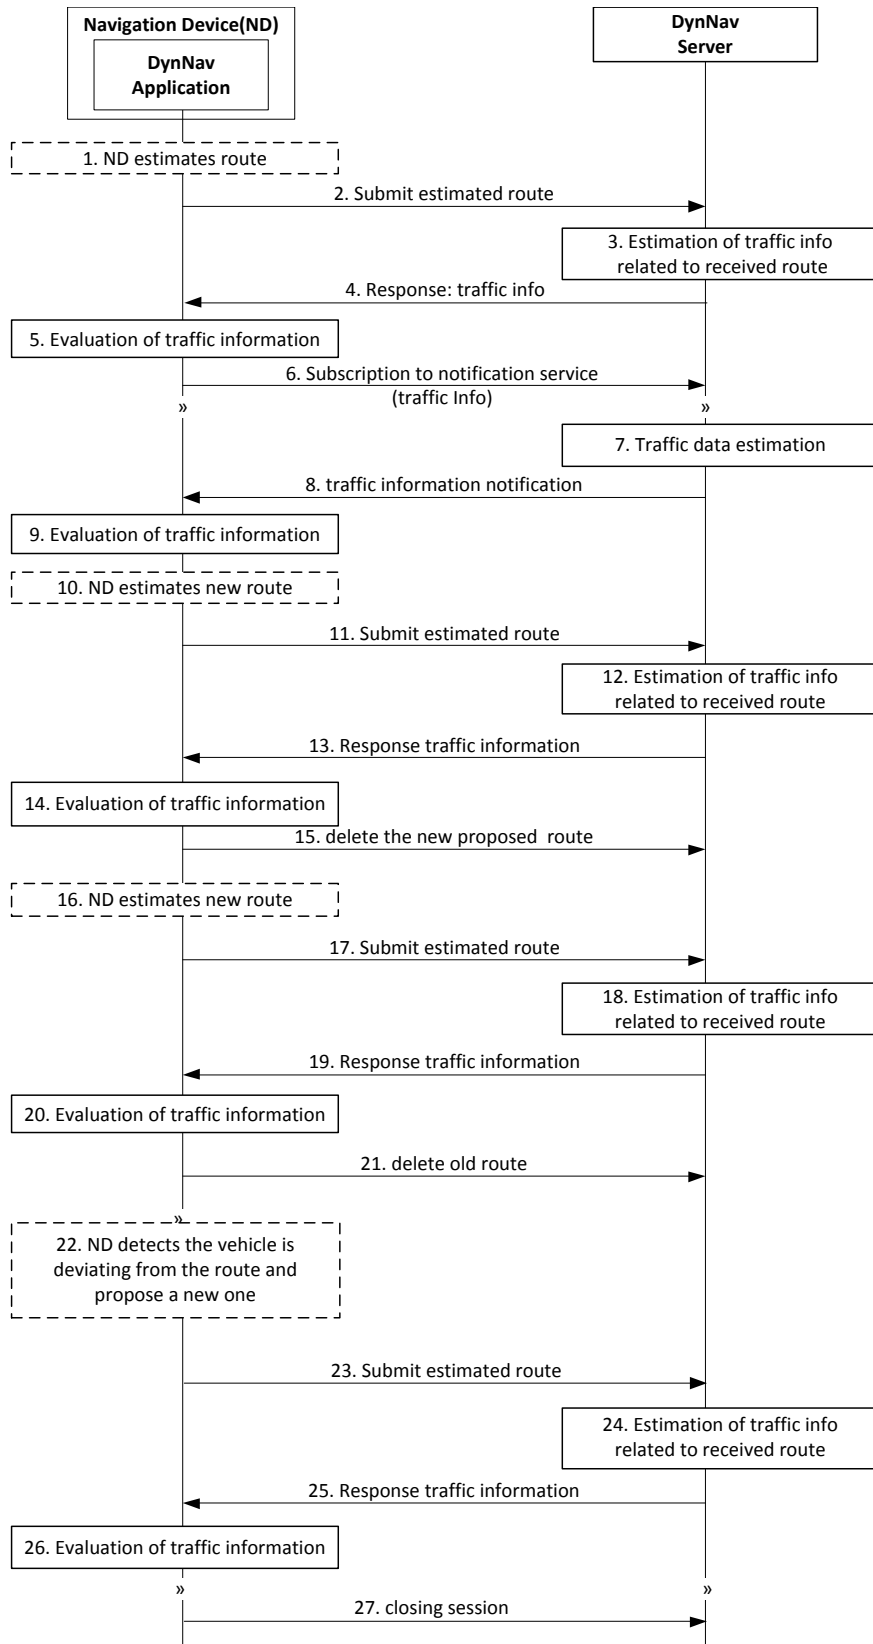 Navigation Device(ND)
DynNav
Application
DynNav
Server
1. ND estimates route
2. Submit estimated route
3. Estimation of traffic info
related to received route
4. Response: traffic info
5. Evaluation of traffic information
6. Subscription to notification service
(traffic Info)
» »
7. Traffic data estimation
8. traffic information notification
9. Evaluation of traffic information
10. ND estimates new route
11. Submit estimated route
12. Estimation of traffic info
related to received route
13. Response traffic information
14. Evaluation of traffic information
15. delete the new proposed  route
16. ND estimates new route
17. Submit estimated route
18. Estimation of traffic info
related to received route
19. Response traffic information
20. Evaluation of traffic information
21. delete old route
»
22. ND detects the vehicle is
deviating from the route and
propose a new one
23. Submit estimated route
24. Estimation of traffic info
related to received route
25. Response traffic information
26. Evaluation of traffic information
» »
27. closing session